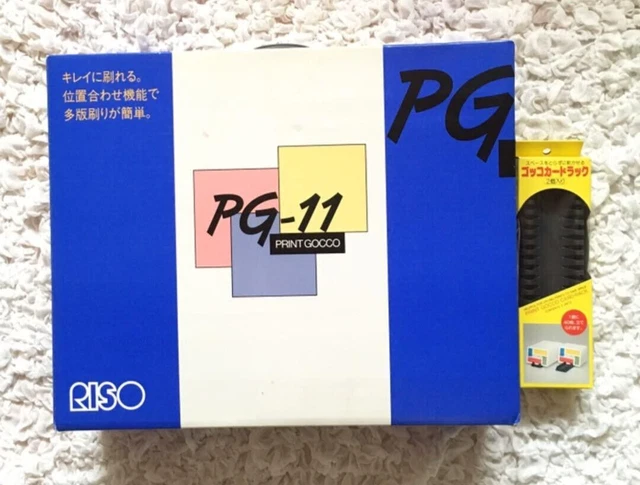 キレイに刷れる。
位置合わせ機能で
多版刷りが簡単。
PG
PG-11
PRINT GOCCO
RISO
ゴッコカードラック